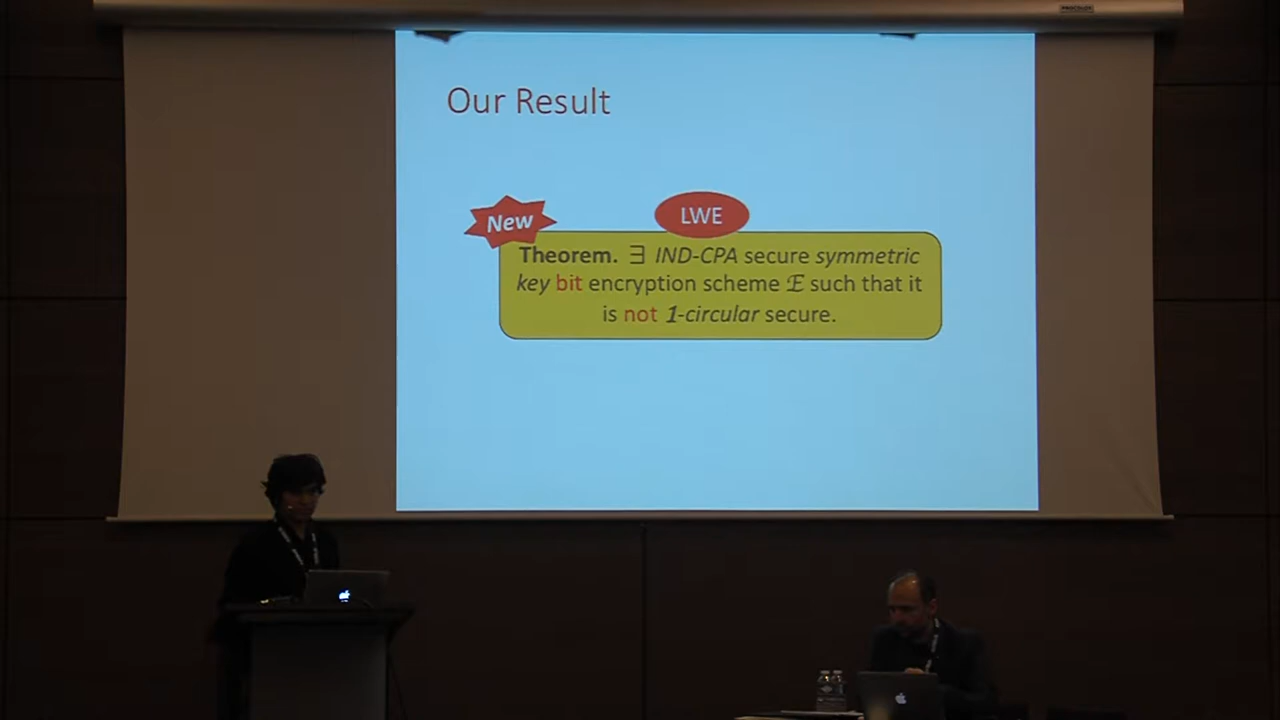 Our Result
New
LWE
Theorem. ∃ IND-CPA secure symmetric
key bit encryption scheme ℰ such that it
is not 1-circular secure.